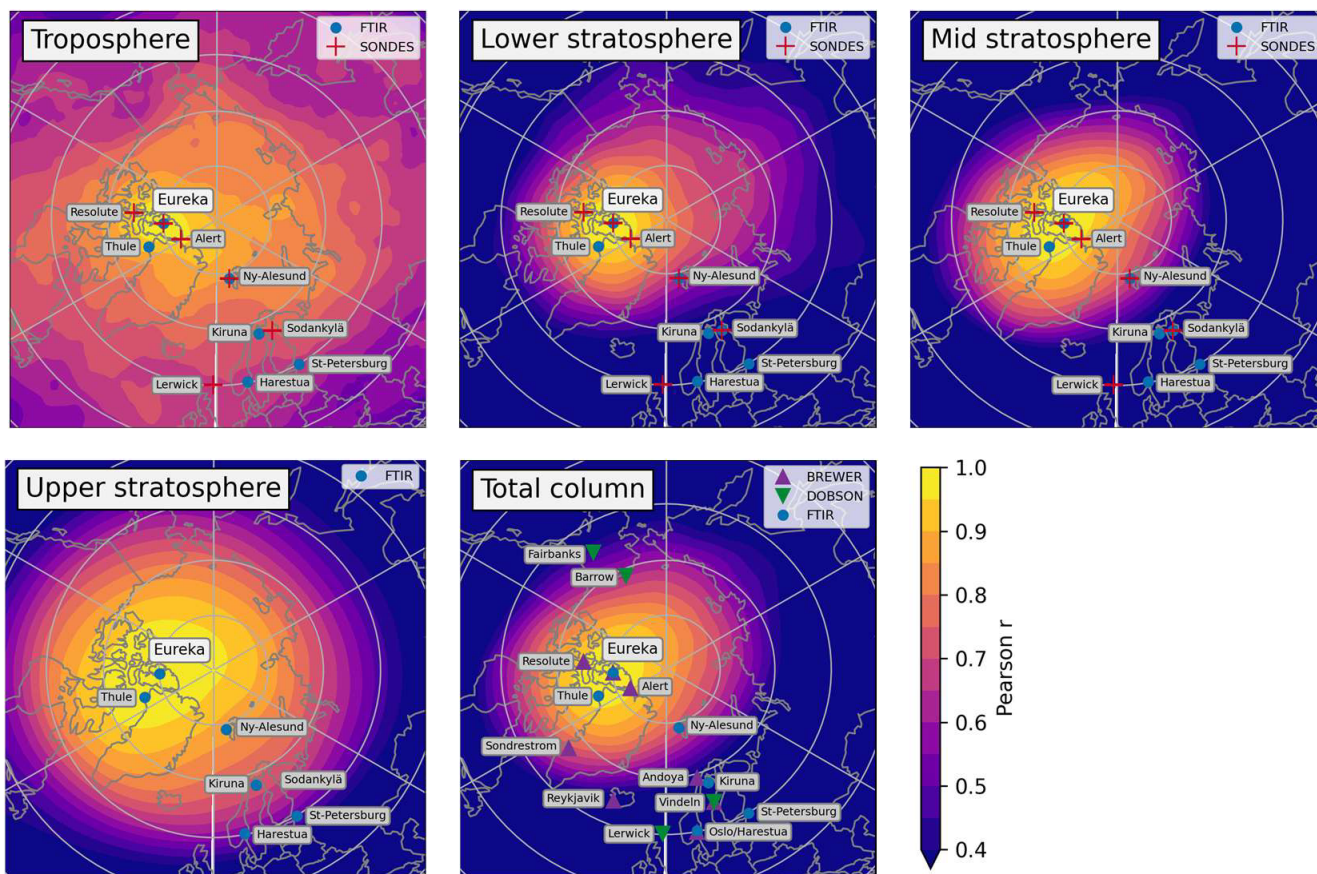 Troposphere
FTIR
SONDES
Eureka
Resolute
Alert
Thule
Ny-Alesund
Kiruna
Sodankylä
St-Petersburg
Lerwick
Harestua
Lower stratosphere
FTIR
SONDES
Eureka
Resolute
Alert
Thule
Ny-Alesund
Kiruna
Sodankylä
St-Petersburg
Lerwick
Harestua
Mid stratosphere
FTIR
SONDES
Eureka
Resolute
Alert
Thule
Ny-Alesund
Kiruna
Sodankylä
St-Petersburg
Lerwick
Harestua
Upper stratosphere
FTIR
Eureka
Thule
Ny-Alesund
Kiruna
Sodankylä
St-Petersburg
Harestua
Total column
BREWER
DOBSON
FTIR
Fairbanks
Barrow
Eureka
Resolute
Alert
Thule
Ny-Alesund
Sondrestrom
Andoya
Kiruna
Reykjavik
Vindeln
St-Petersburg
Lerwick
Oslo/Harestua
1.0
0.9
0.8
0.7
0.6
0.5
0.4
Pearson r